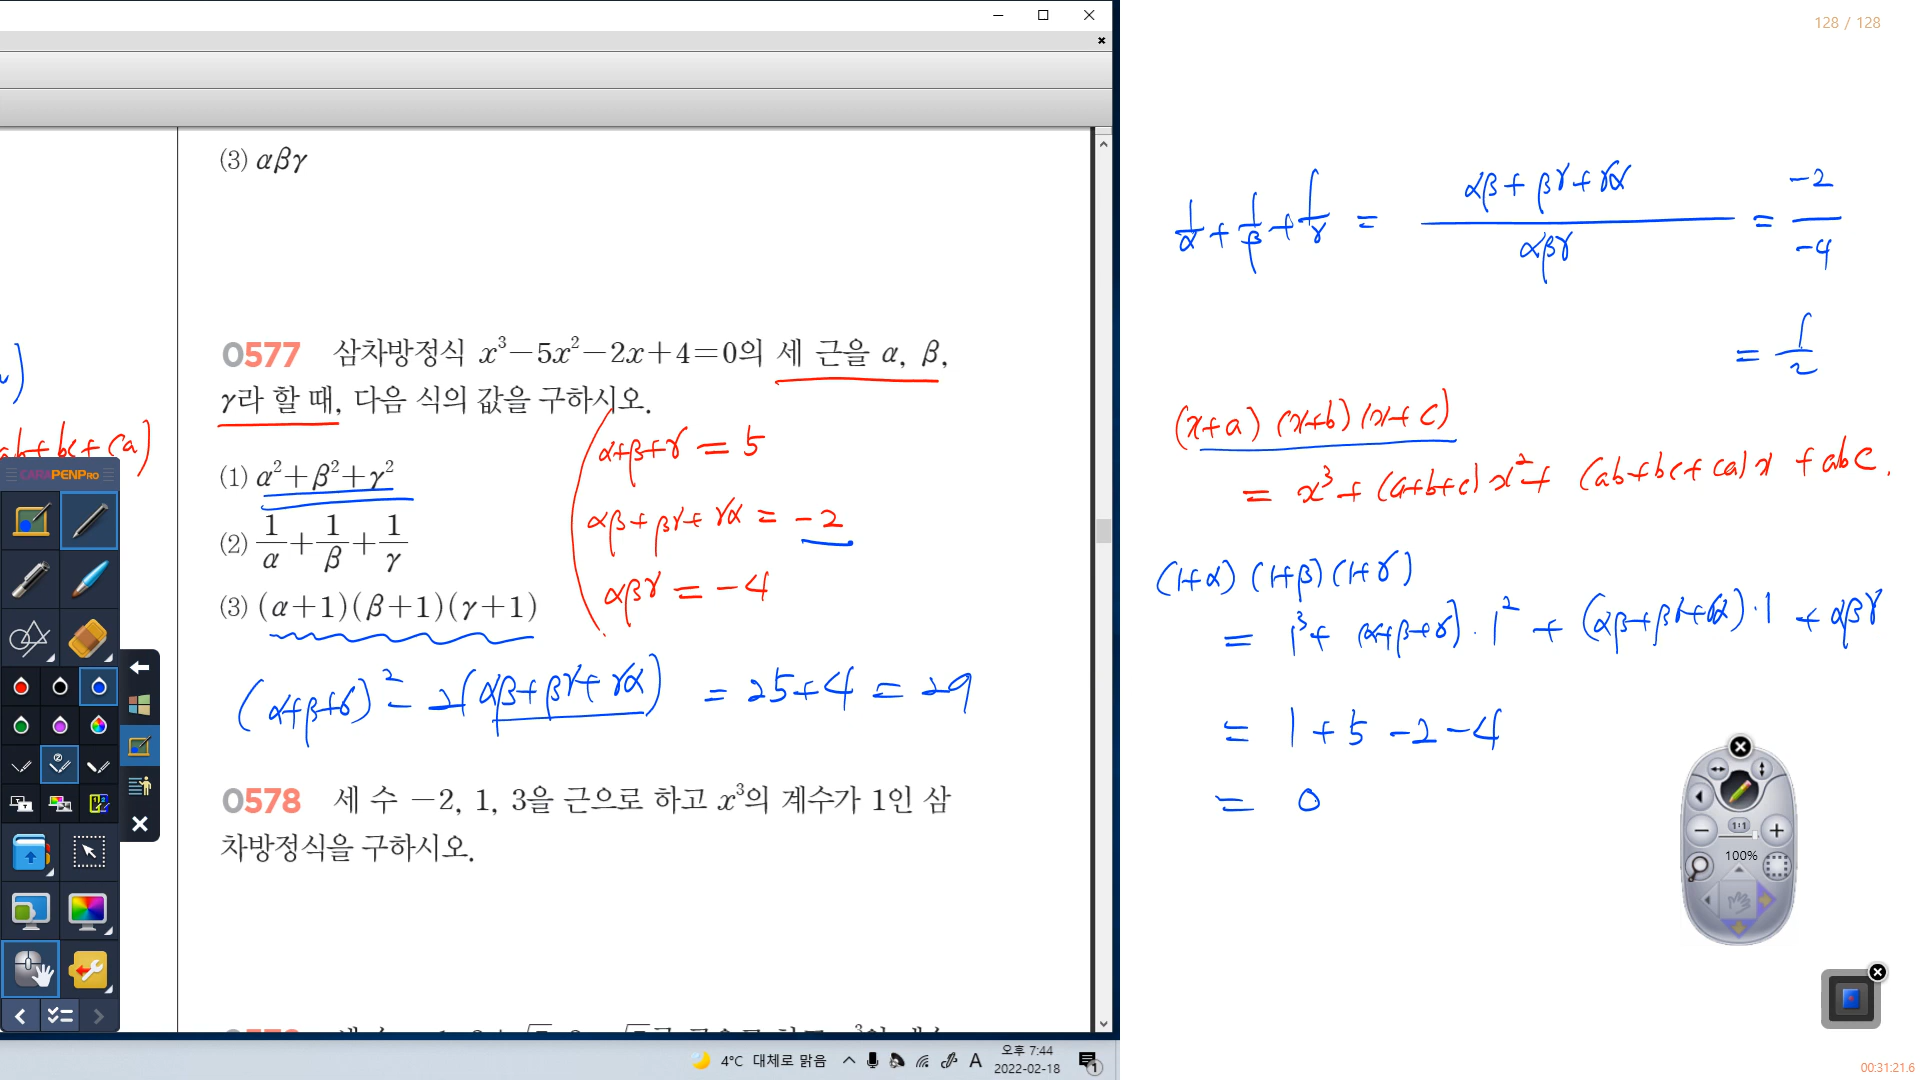 128 / 128
(3) αβγ
0577 삼차방정식 x³−5x²−2x+4=0의 세 근을 α, β,
γ라 할 때, 다음 식의 값을 구하시오.
α+β+γ = 5
(1) α²+β²+γ²
αβ+βγ+γα = −2
(2) 1/α + 1/β + 1/γ
αβγ = −4
(3) (α+1)(β+1)(γ+1)
(α+β+γ)² − 2(αβ+βγ+γα) = 25+4 = 29
0578 세 수 −2, 1, 3을 근으로 하고 x³의 계수가 1인 삼
차방정식을 구하시오.
ab+bc+ca)
CARAPENPRO
1/α + 1/β + 1/γ = (αβ+βγ+γα)/(αβγ) = −2/−4
= 1/2
(x+a)(x+b)(x+c)
= x³+(a+b+c)x²+(ab+bc+ca)x+abc.
(1+α)(1+β)(1+γ)
= 1³+(α+β+γ)·1²+(αβ+βγ+γα)·1+αβγ
= 1+5−2−4
= 0
1:1
100%
4°C 대체로 맑음
A
오후 7:44
2022-02-18
1
00:31:21.6